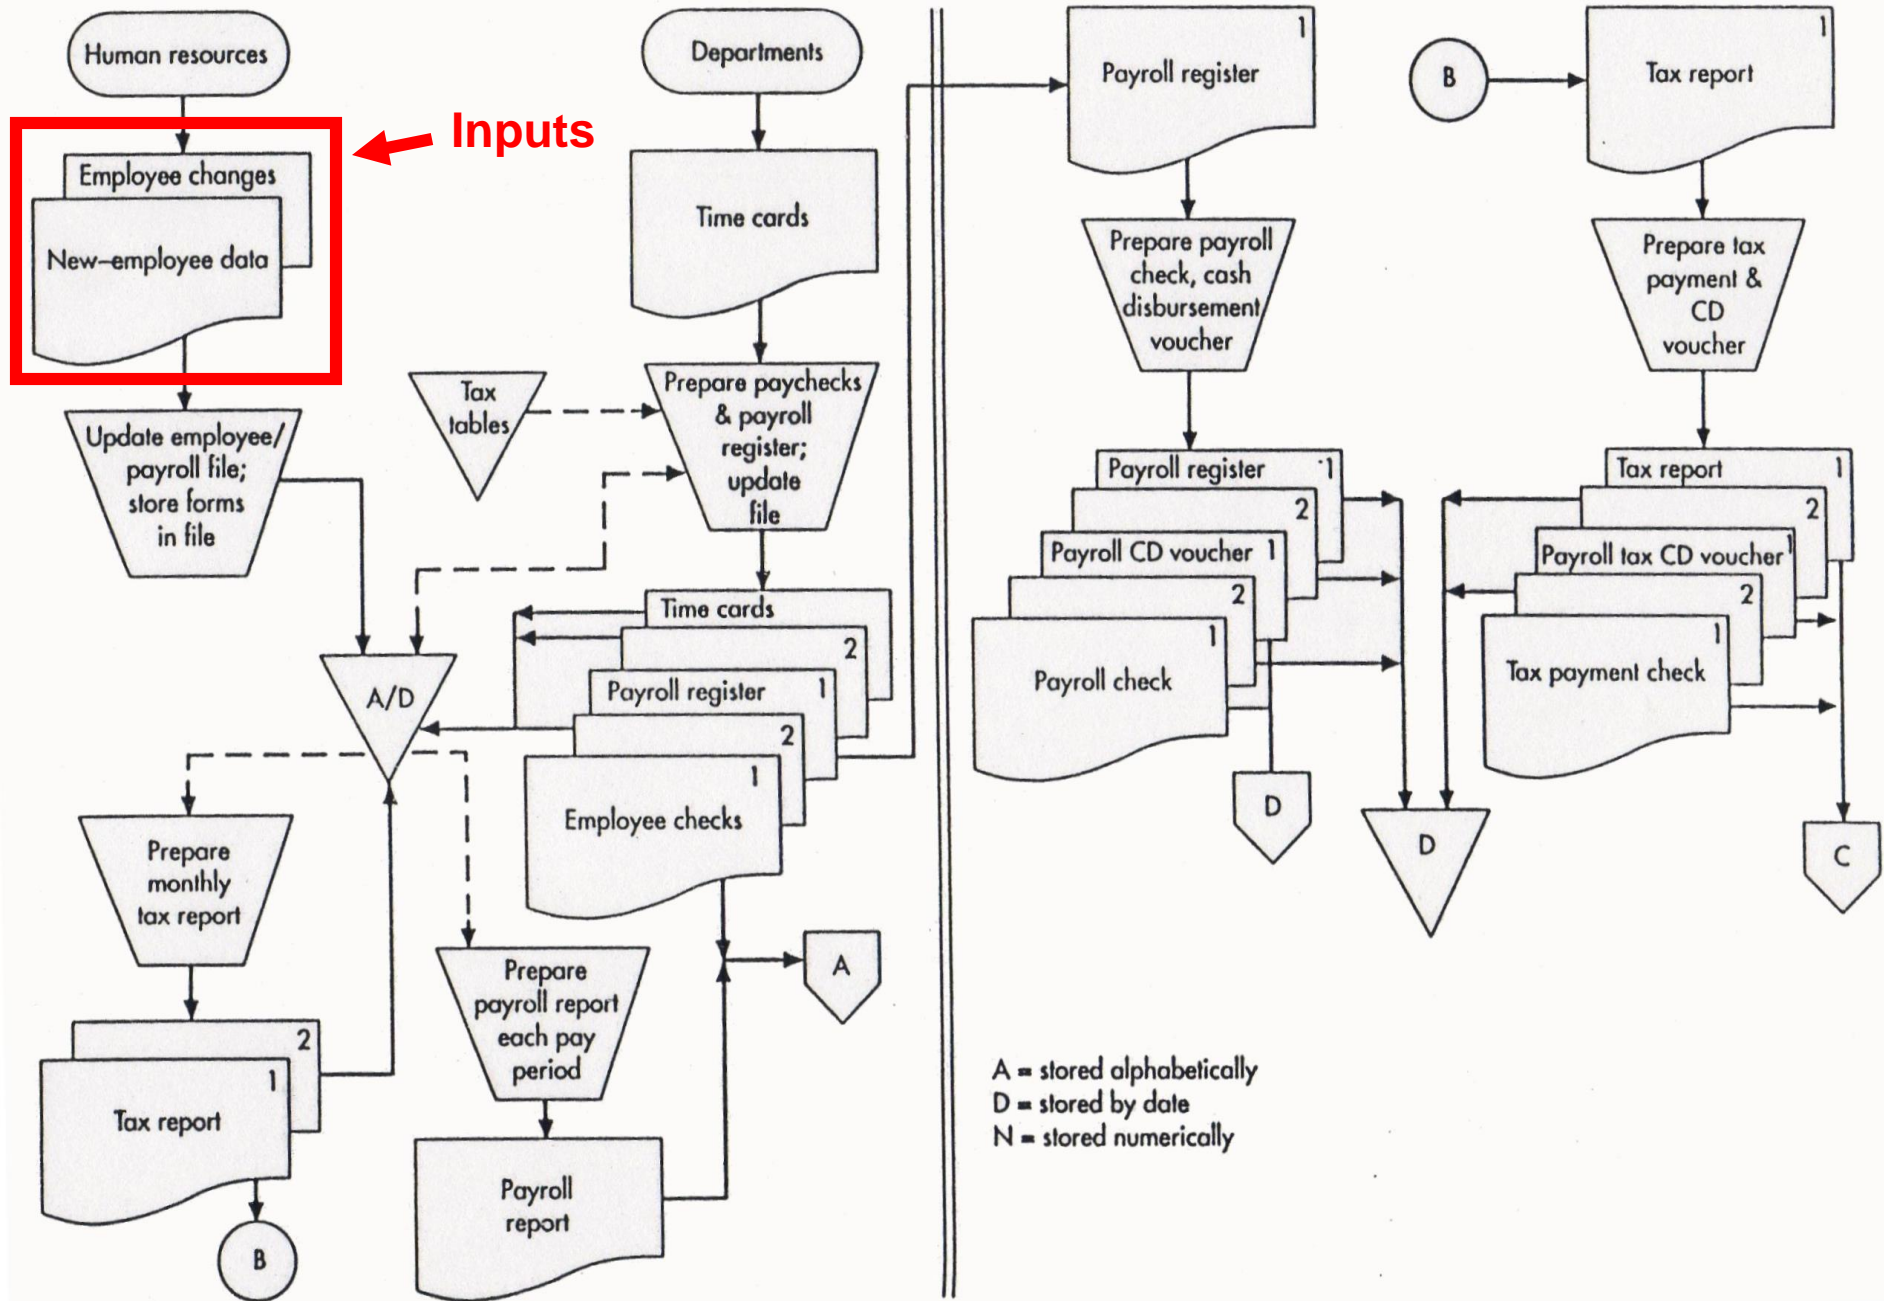 Human resources
Inputs
Employee changes
New-employee data
Update employee/
payroll file;
store forms
in file
A/D
Prepare
monthly
tax report
2
1
Tax report
B
Departments
Time cards
Tax
tables
Prepare paychecks
& payroll
register;
update
file
Time cards
2
Payroll register 1
2
1
Employee checks
A
Prepare
payroll report
each pay
period
Payroll
report
1
Payroll register
Prepare payroll
check, cash
disbursement
voucher
Payroll register 1
2
Payroll CD voucher 1
2
1
Payroll check
D
D
B
1
Tax report
Prepare tax
payment &
CD
voucher
Tax report 1
2
Payroll tax CD voucher 1
2
1
Tax payment check
C
A = stored alphabetically
D = stored by date
N = stored numerically